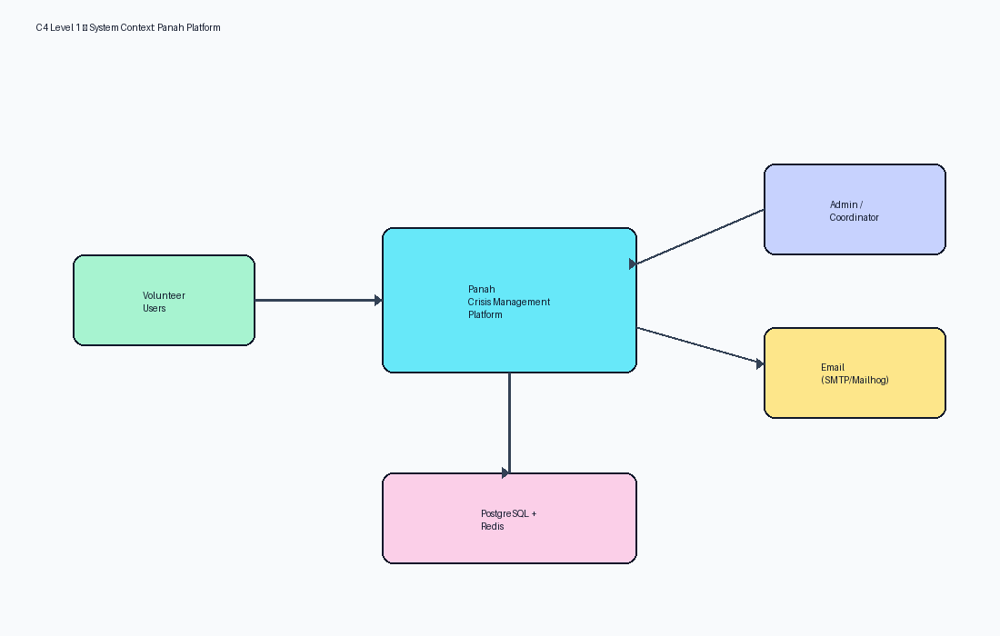 C4 Level 1 ▯ System Context: Panah Platform
Admin /
Coordinator
Volunteer
Users
Panah
Crisis Management
Platform
Email
(SMTP/Mailhog)
PostgreSQL +
Redis